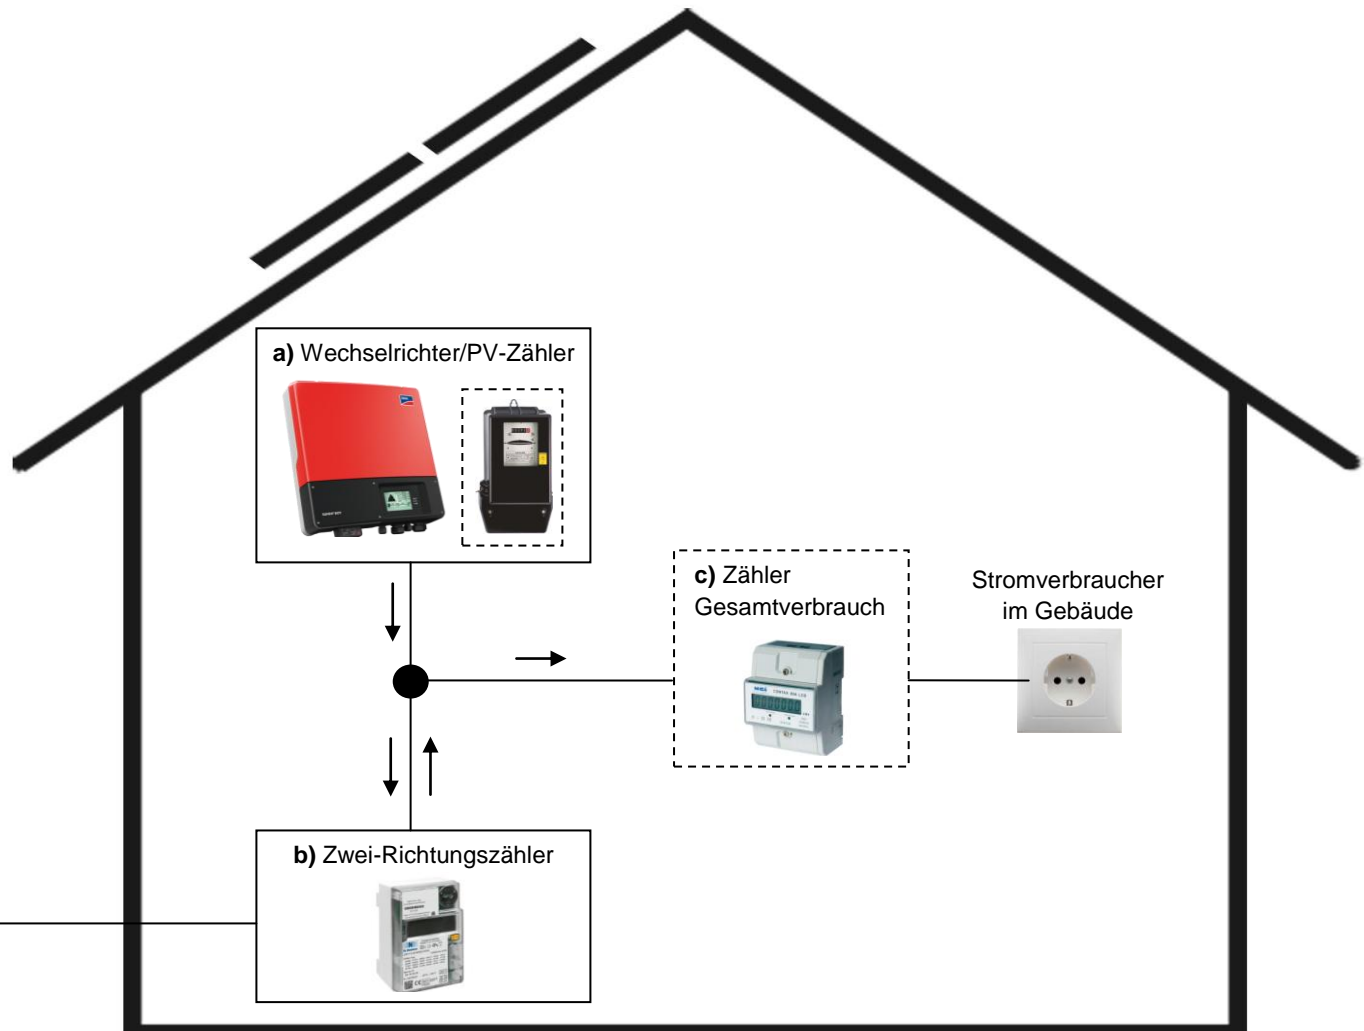 a) Wechselrichter/PV-Zähler
c) Zähler
Gesamtverbrauch
Stromverbraucher
im Gebäude
b) Zwei-Richtungszähler